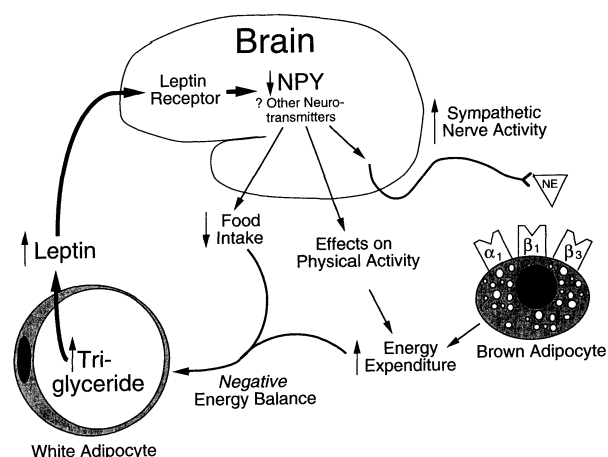 Brain
Leptin
Receptor
↓NPY
? Other Neuro-
transmitters
↑ Sympathetic
Nerve Activity
NE
↑Leptin
↓ Food
Intake
Effects on
Physical Activity
α1
β1
β3
Brown Adipocyte
↑ Energy
Expenditure
Negative
Energy Balance
↑Tri-
glyceride
White Adipocyte